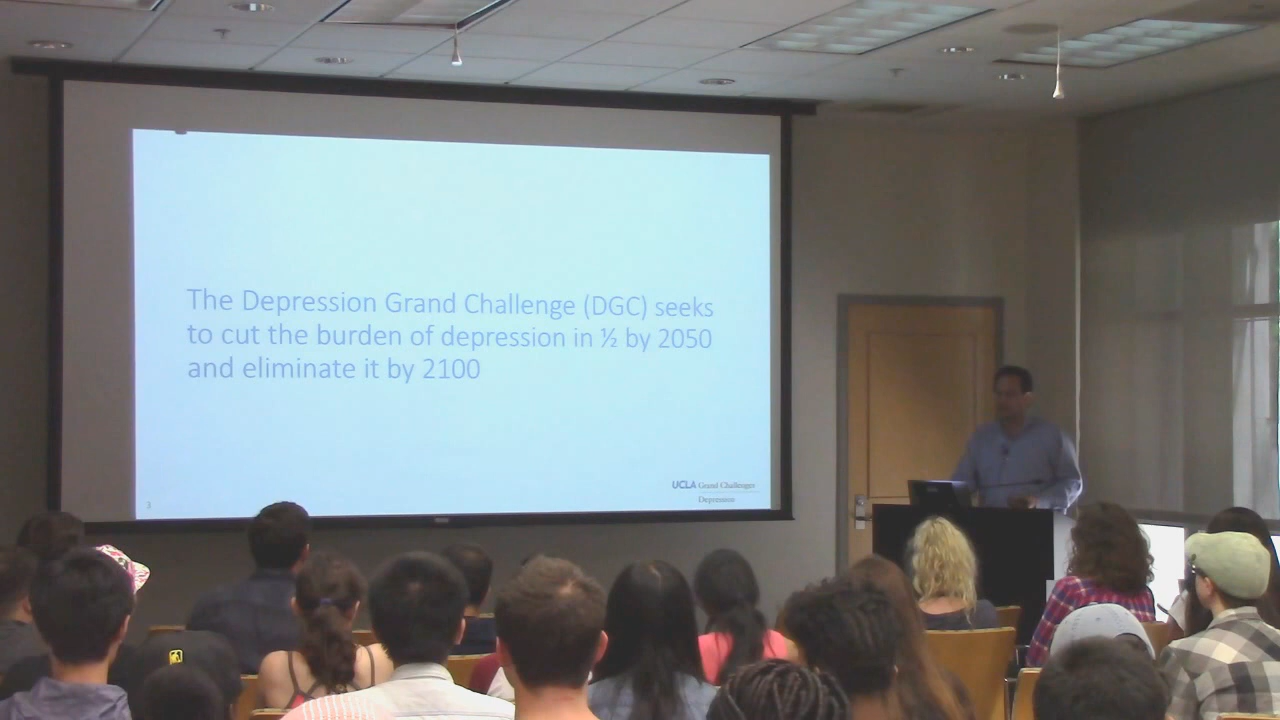 The Depression Grand Challenge (DGC) seeks
to cut the burden of depression in ½ by 2050
and eliminate it by 2100
3
UCLA Grand Challenges
Depression